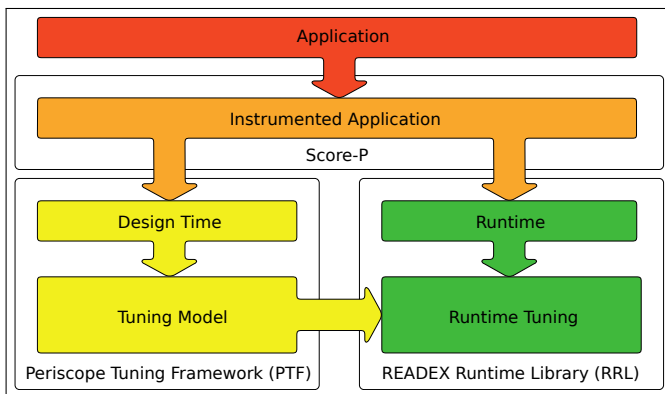 Application
Instrumented Application
Score-P
Design Time
Runtime
Tuning Model
Runtime Tuning
Periscope Tuning Framework (PTF)
READEX Runtime Library (RRL)